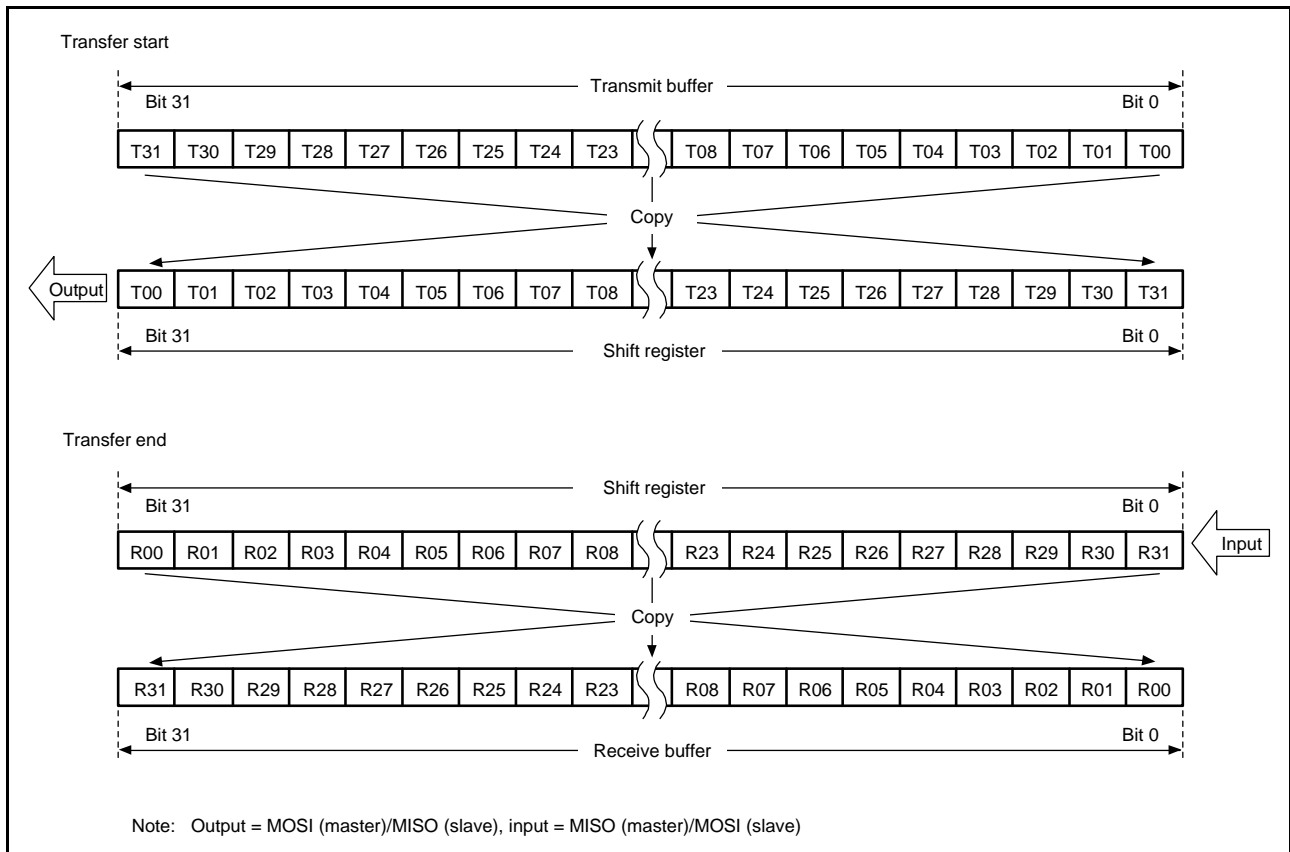 Transfer start
Transmit buffer
Bit 31 Bit 0
T31 T30 T29 T28 T27 T26 T25 T24 T23 T08 T07 T06 T05 T04 T03 T02 T01 T00
Copy
Output
T00 T01 T02 T03 T04 T05 T06 T07 T08 T23 T24 T25 T26 T27 T28 T29 T30 T31
Bit 31 Bit 0
Shift register
Transfer end
Shift register
Bit 31 Bit 0
R00 R01 R02 R03 R04 R05 R06 R07 R08 R23 R24 R25 R26 R27 R28 R29 R30 R31
Input
Copy
R31 R30 R29 R28 R27 R26 R25 R24 R23 R08 R07 R06 R05 R04 R03 R02 R01 R00
Bit 31 Bit 0
Receive buffer
Note: Output = MOSI (master)/MISO (slave), input = MISO (master)/MOSI (slave)